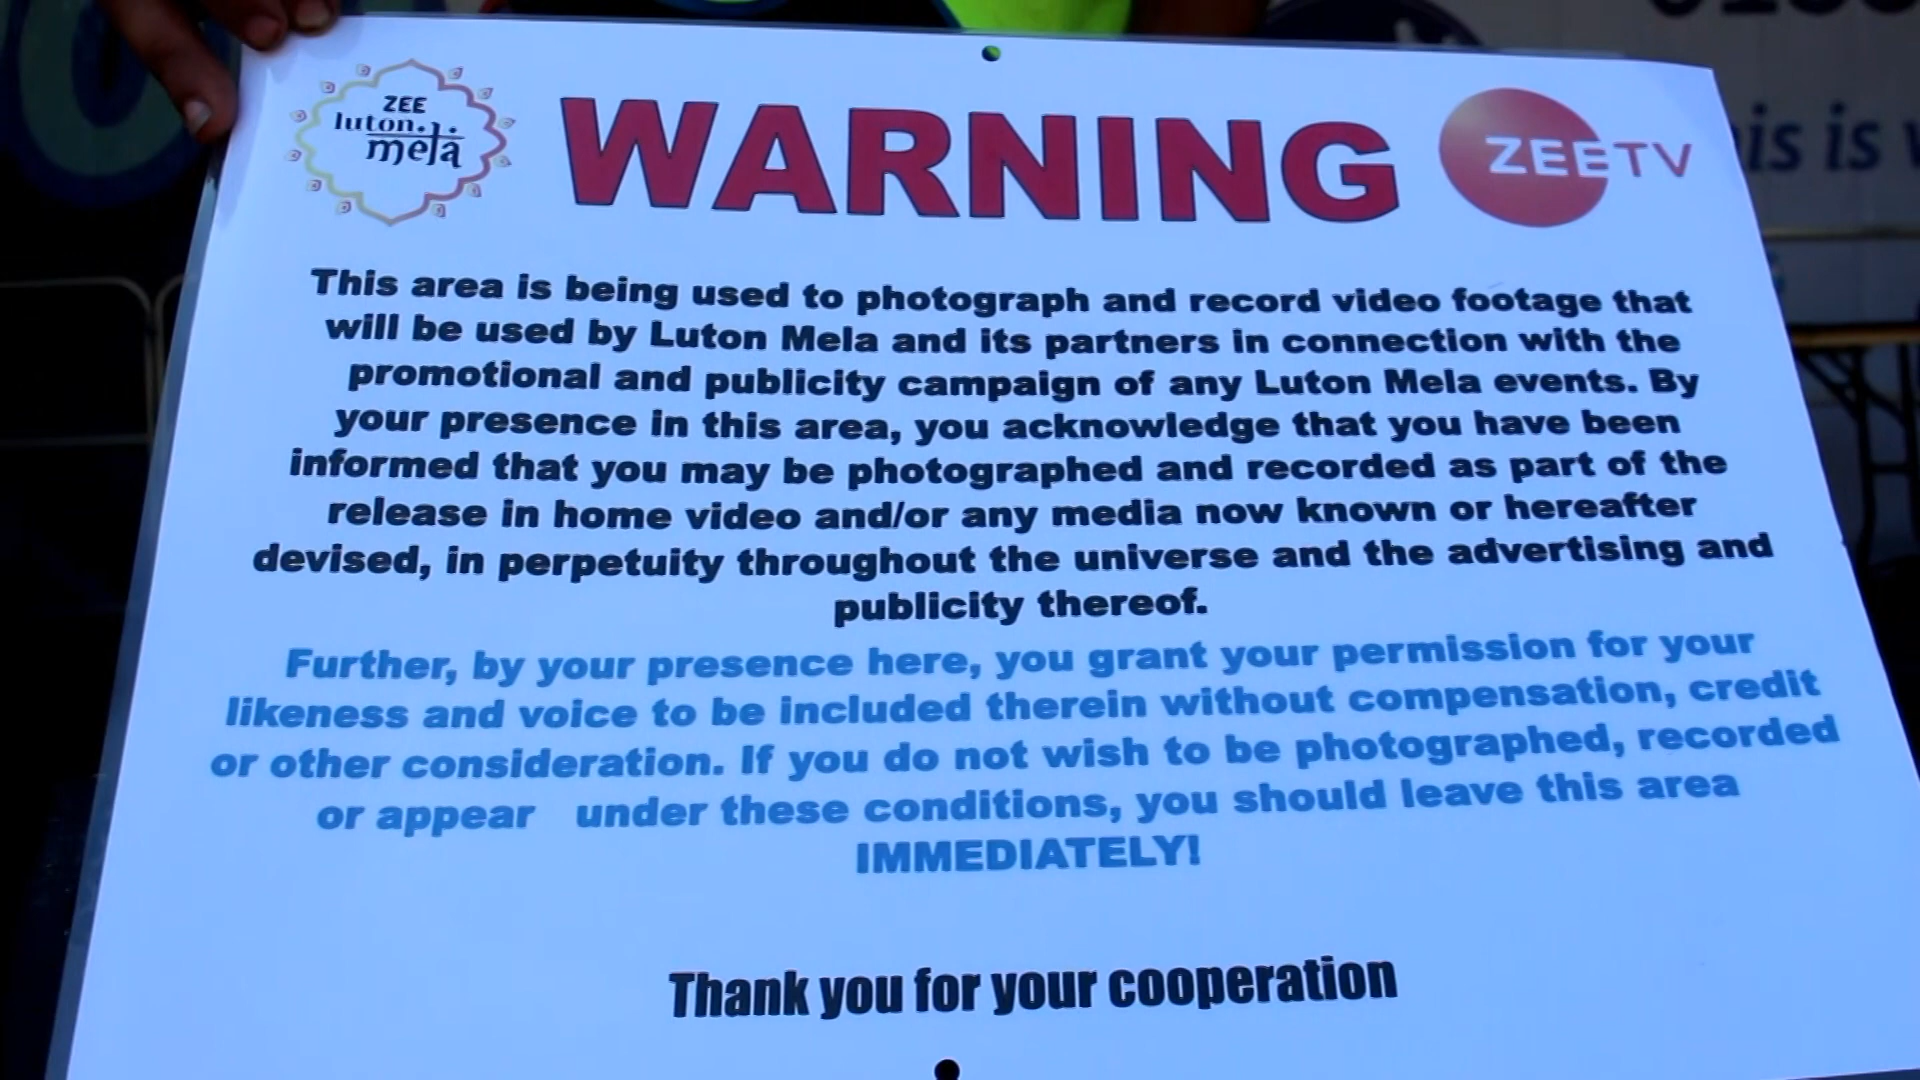 ZEE
luton
mela
WARNING
ZEE TV
This area is being used to photograph and record video footage that
will be used by Luton Mela and its partners in connection with the
promotional and publicity campaign of any Luton Mela events. By
your presence in this area, you acknowledge that you have been
informed that you may be photographed and recorded as part of the
release in home video and/or any media now known or hereafter
devised, in perpetuity throughout the universe and the advertising and
publicity thereof.
Further, by your presence here, you grant your permission for your
likeness and voice to be included therein without compensation, credit
or other consideration. If you do not wish to be photographed, recorded
or appear under these conditions, you should leave this area
IMMEDIATELY!
Thank you for your cooperation
is is